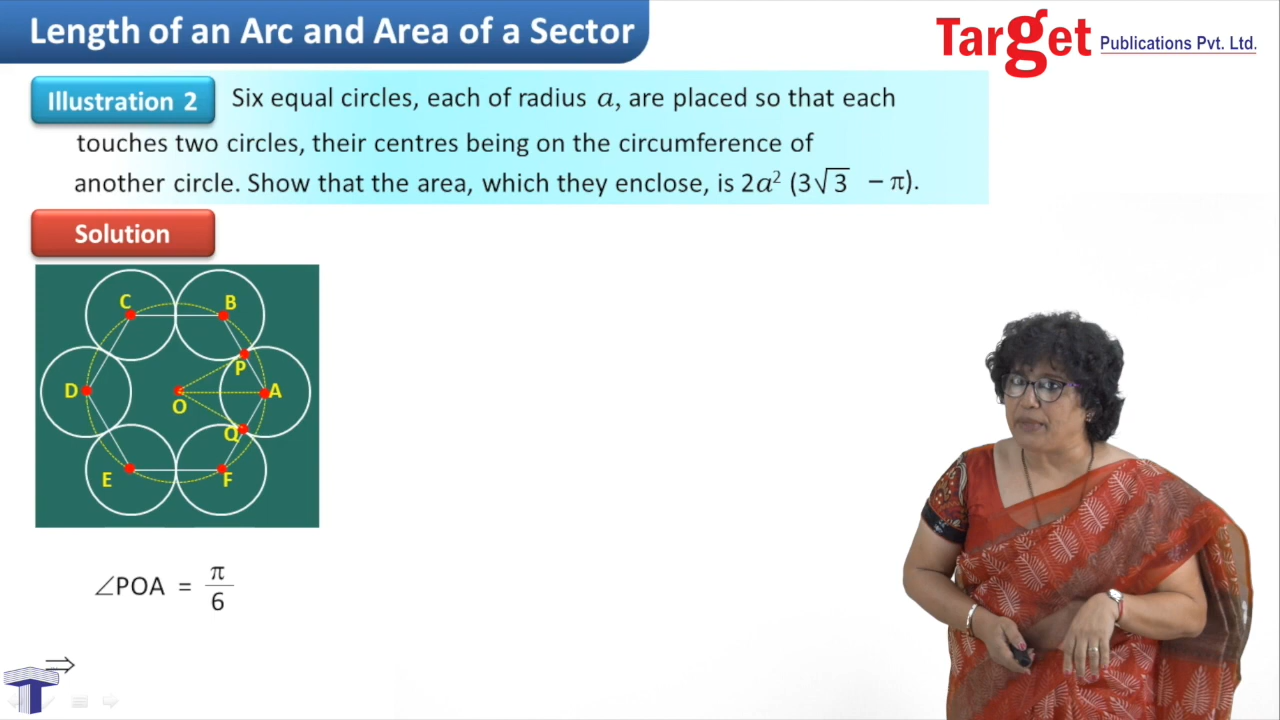 Length of an Arc and Area of a Sector
Target Publications Pvt. Ltd.
Illustration 2 Six equal circles, each of radius a, are placed so that each
touches two circles, their centres being on the circumference of
another circle. Show that the area, which they enclose, is 2a² (3√3 – π).
Solution
C B
P
D O A
Q
E F
∠POA = π/6
⇒
T